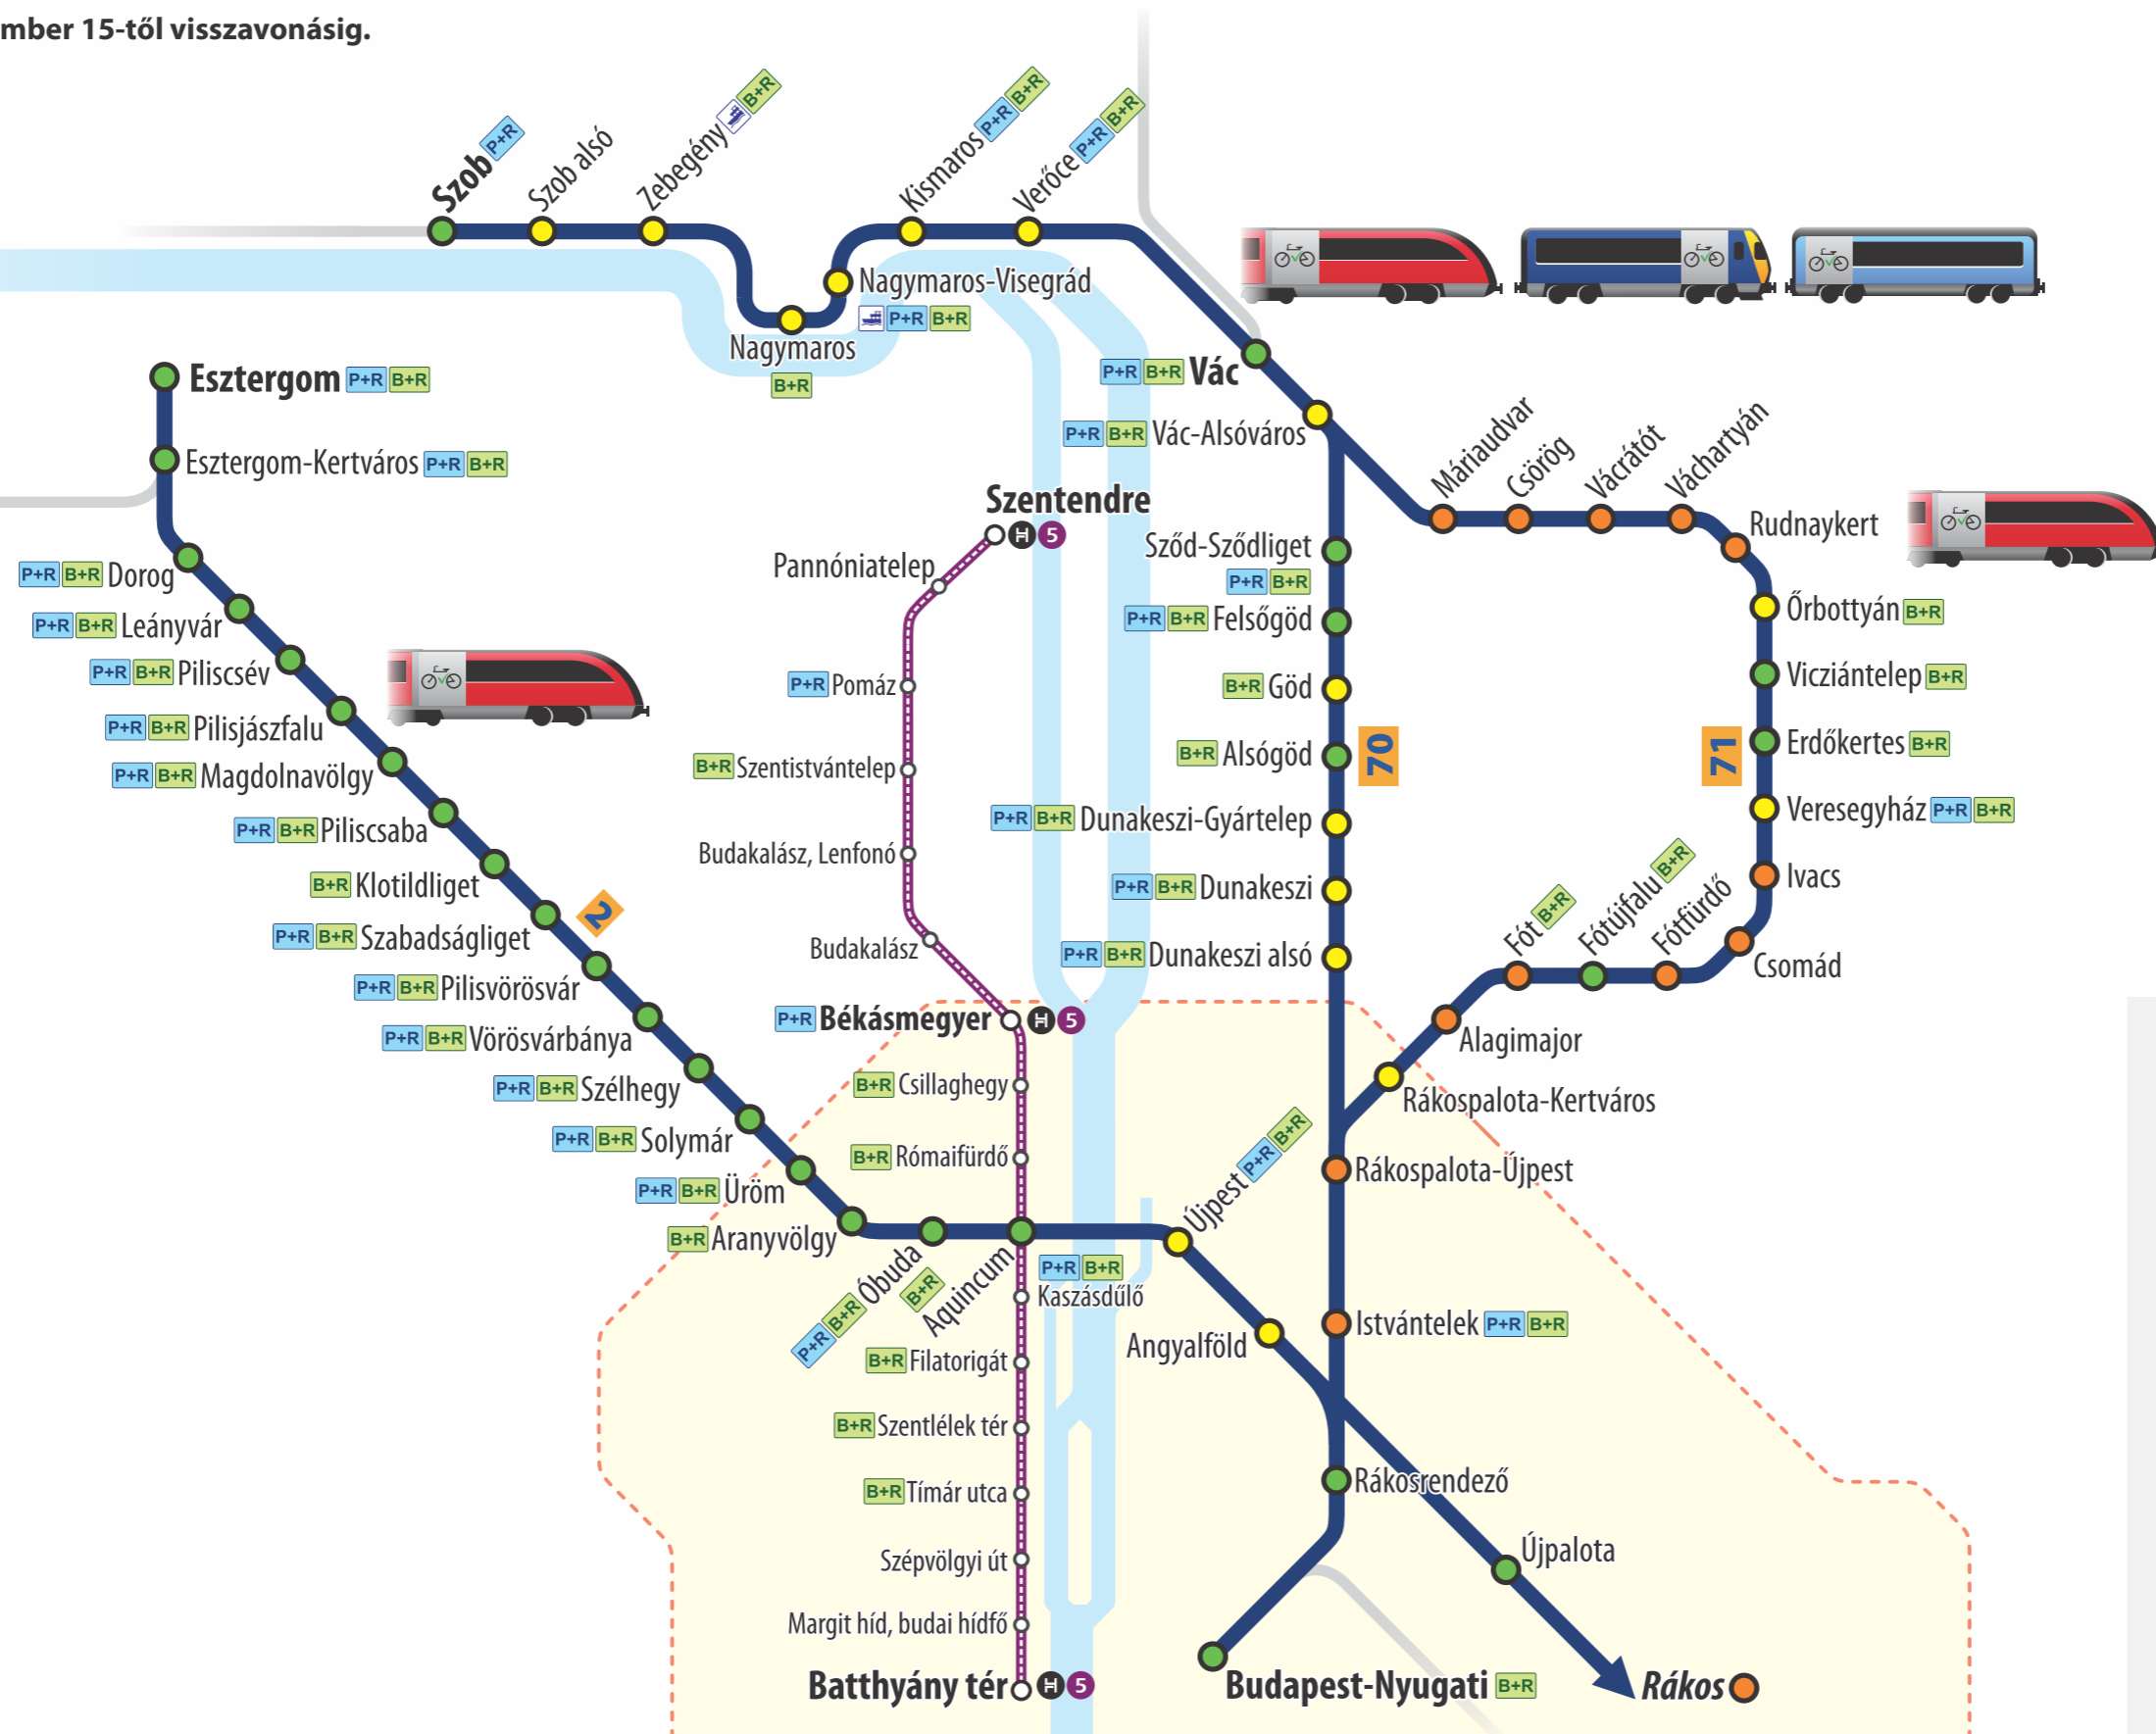 mber 15-től visszavonásig.
Szob P+R
Szob alsó
Zebegény B+R
Kismaros P+R B+R
Verőce P+R B+R
Nagymaros-Visegrád
P+R B+R
Nagymaros
B+R
Esztergom P+R B+R
Esztergom-Kertváros P+R B+R
P+R B+R Dorog
P+R B+R Leányvár
P+R B+R Piliscsév
P+R B+R Pilisjászfalu
P+R B+R Magdolnavölgy
P+R B+R Piliscsaba
B+R Klotildliget
2
P+R B+R Szabadságliget
P+R B+R Pilisvörösvár
P+R B+R Vörösvárbánya
P+R B+R Szélhegy
P+R B+R Solymár
P+R B+R Üröm
B+R Aranyvölgy
P+R B+R Óbuda
B+R
Aquincum
P+R B+R
Szentendre
H 5
Pannóniatelep
P+R Pomáz
B+R Szentistvántelep
Budakalász, Lenfonó
Budakalász
P+R Békásmegyer H 5
B+R Csillaghegy
B+R Rómaifürdő
Kaszásdűlő
B+R Filatorigát
B+R Szentlélek tér
B+R Tímár utca
Szépvölgyi út
Margit híd, budai hídfő
Batthyány tér H 5
P+R B+R Vác
P+R B+R Vác-Alsóváros
Sződ-Sződliget
P+R B+R
P+R B+R Felsőgöd
B+R Göd
B+R Alsógöd
70
P+R B+R Dunakeszi-Gyártelep
P+R B+R Dunakeszi
P+R B+R Dunakeszi alsó
Máriaudvar
Csörög
Vácrátót
Váchartyán
Rudnaykert
Őrbottyán B+R
Vicziántelep B+R
Erdőkertes B+R
71
Veresegyház P+R B+R
Ivacs
Csomád
Fótfürdő
Fótújfalu B+R
Fót B+R
Alagimajor
Rákospalota-Kertváros
Rákospalota-Újpest
Újpest P+R B+R
Angyalföld
Istvántelek P+R B+R
Rákosrendező
Újpalota
Budapest-Nyugati B+R
Rákos